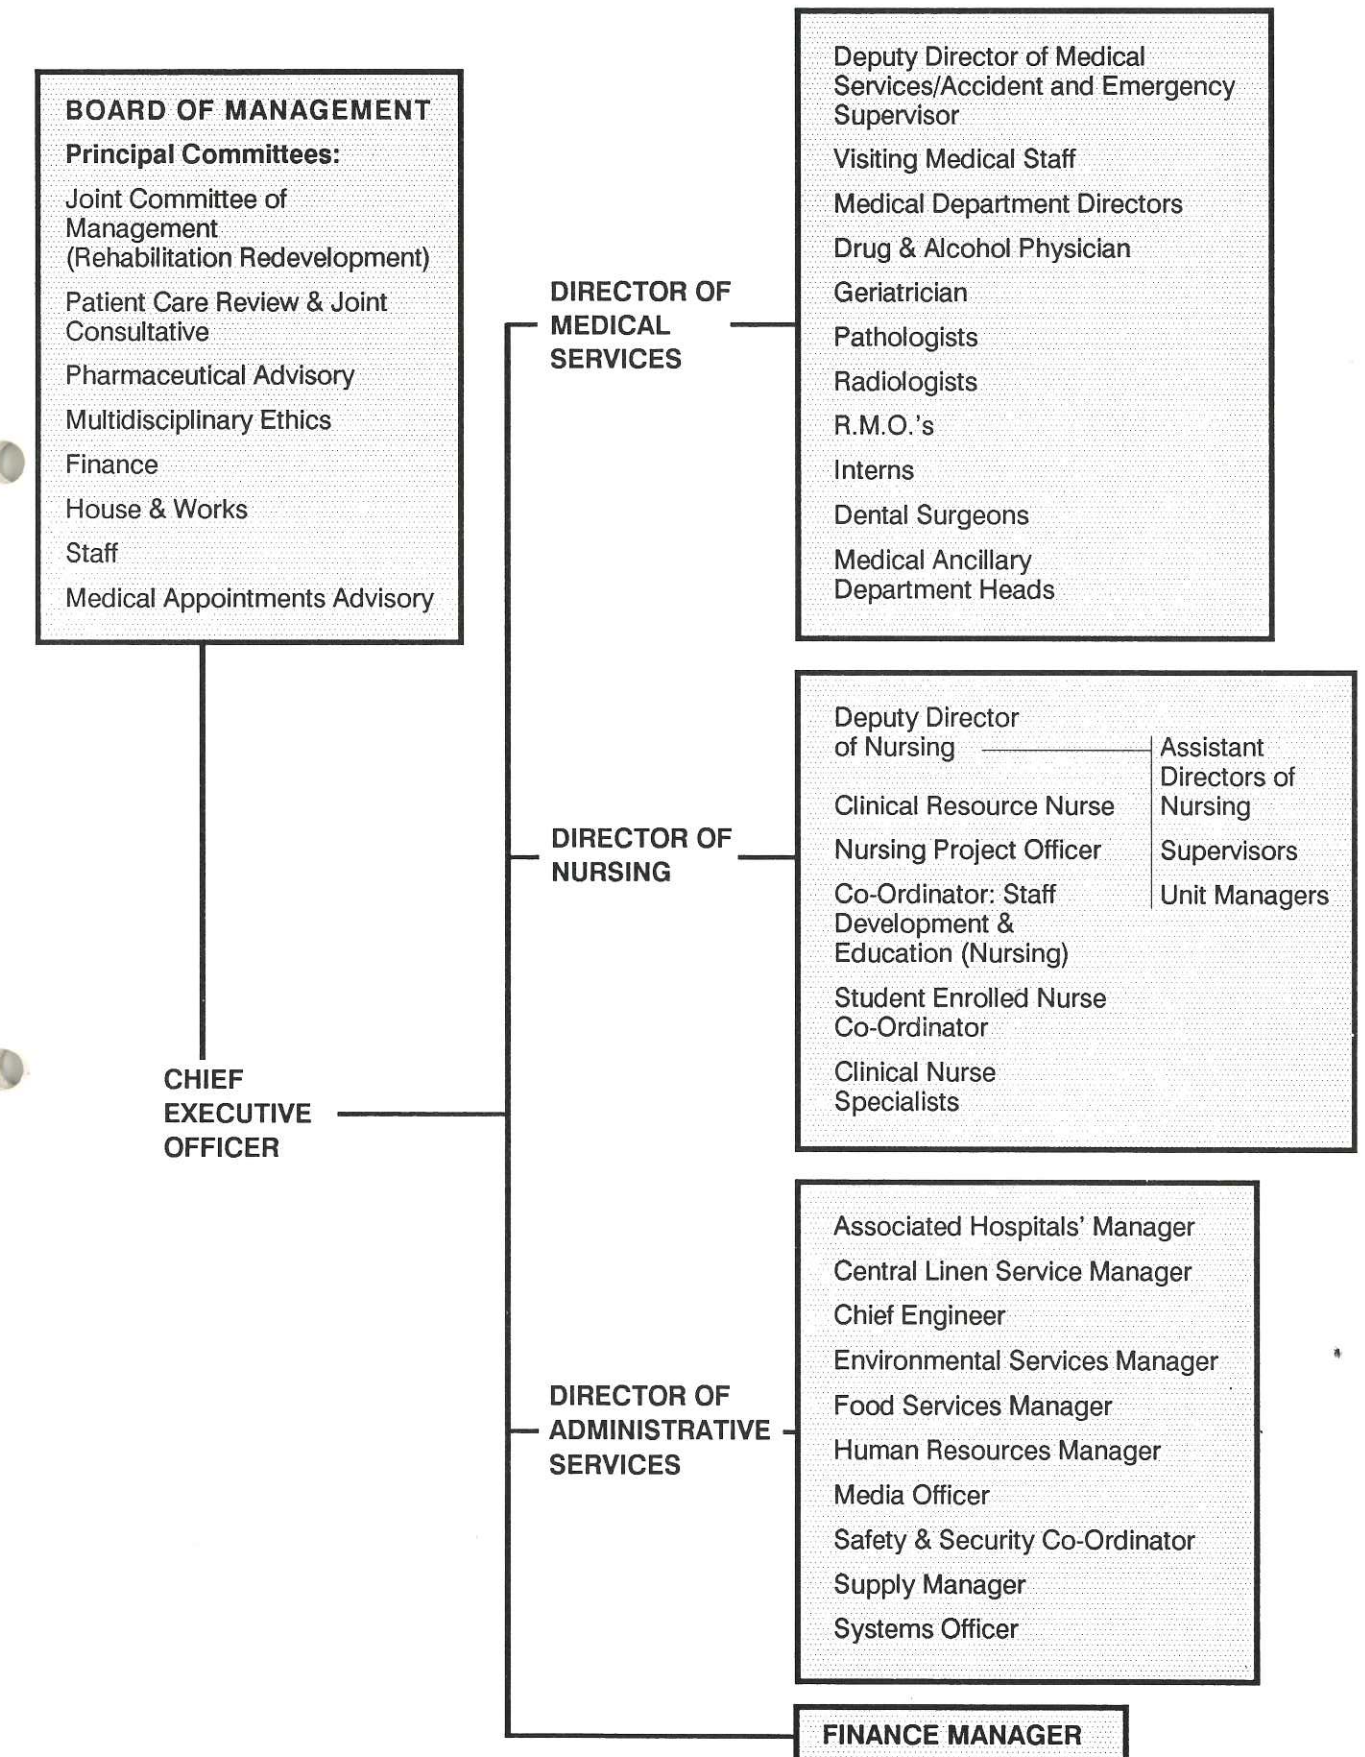 BOARD OF MANAGEMENT
Principal Committees:
Joint Committee of
Management
(Rehabilitation Redevelopment)
Patient Care Review & Joint
Consultative
Pharmaceutical Advisory
Multidisciplinary Ethics
Finance
House & Works
Staff
Medical Appointments Advisory
CHIEF
EXECUTIVE
OFFICER
DIRECTOR OF
MEDICAL
SERVICES
Deputy Director of Medical
Services/Accident and Emergency
Supervisor
Visiting Medical Staff
Medical Department Directors
Drug & Alcohol Physician
Geriatrician
Pathologists
Radiologists
R.M.O.'s
Interns
Dental Surgeons
Medical Ancillary
Department Heads
DIRECTOR OF
NURSING
Deputy Director
of Nursing
Clinical Resource Nurse
Nursing Project Officer
Co-Ordinator: Staff
Development &
Education (Nursing)
Student Enrolled Nurse
Co-Ordinator
Clinical Nurse
Specialists
Assistant
Directors of
Nursing
Supervisors
Unit Managers
DIRECTOR OF
ADMINISTRATIVE
SERVICES
Associated Hospitals' Manager
Central Linen Service Manager
Chief Engineer
Environmental Services Manager
Food Services Manager
Human Resources Manager
Media Officer
Safety & Security Co-Ordinator
Supply Manager
Systems Officer
FINANCE MANAGER